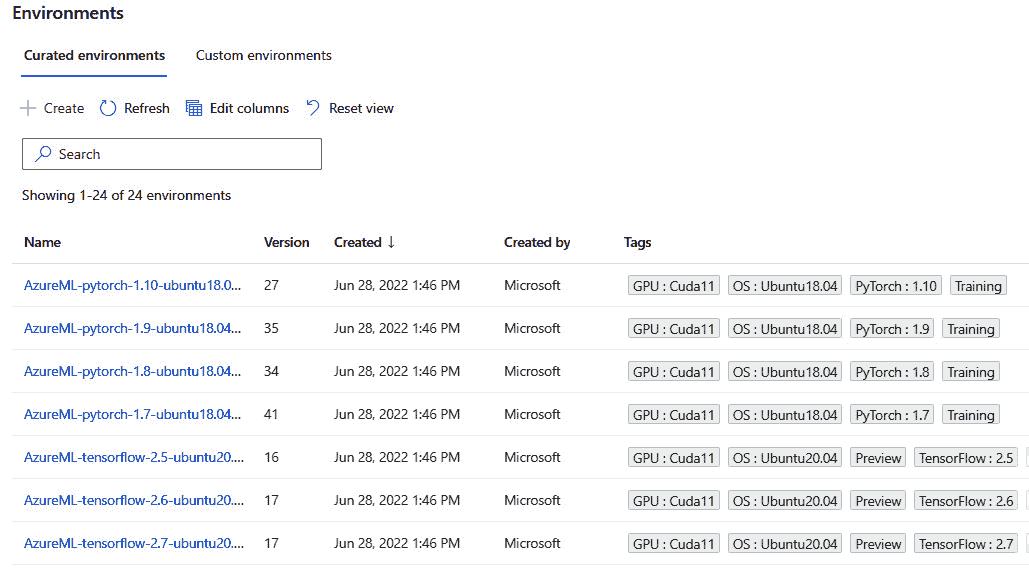 Environments
Curated environments Custom environments
Create Refresh Edit columns Reset view
Search
Showing 1-24 of 24 environments
Name Version Created ↓ Created by Tags
AzureML-pytorch-1.10-ubuntu18.0... 27 Jun 28, 2022 1:46 PM Microsoft GPU : Cuda11 OS : Ubuntu18.04 PyTorch : 1.10 Training
AzureML-pytorch-1.9-ubuntu18.04... 35 Jun 28, 2022 1:46 PM Microsoft GPU : Cuda11 OS : Ubuntu18.04 PyTorch : 1.9 Training
AzureML-pytorch-1.8-ubuntu18.04... 34 Jun 28, 2022 1:46 PM Microsoft GPU : Cuda11 OS : Ubuntu18.04 PyTorch : 1.8 Training
AzureML-pytorch-1.7-ubuntu18.04... 41 Jun 28, 2022 1:46 PM Microsoft GPU : Cuda11 OS : Ubuntu18.04 PyTorch : 1.7 Training
AzureML-tensorflow-2.5-ubuntu20.... 16 Jun 28, 2022 1:46 PM Microsoft GPU : Cuda11 OS : Ubuntu20.04 Preview TensorFlow : 2.5
AzureML-tensorflow-2.6-ubuntu20.... 17 Jun 28, 2022 1:46 PM Microsoft GPU : Cuda11 OS : Ubuntu20.04 Preview TensorFlow : 2.6
AzureML-tensorflow-2.7-ubuntu20.... 17 Jun 28, 2022 1:46 PM Microsoft GPU : Cuda11 OS : Ubuntu20.04 Preview TensorFlow : 2.7